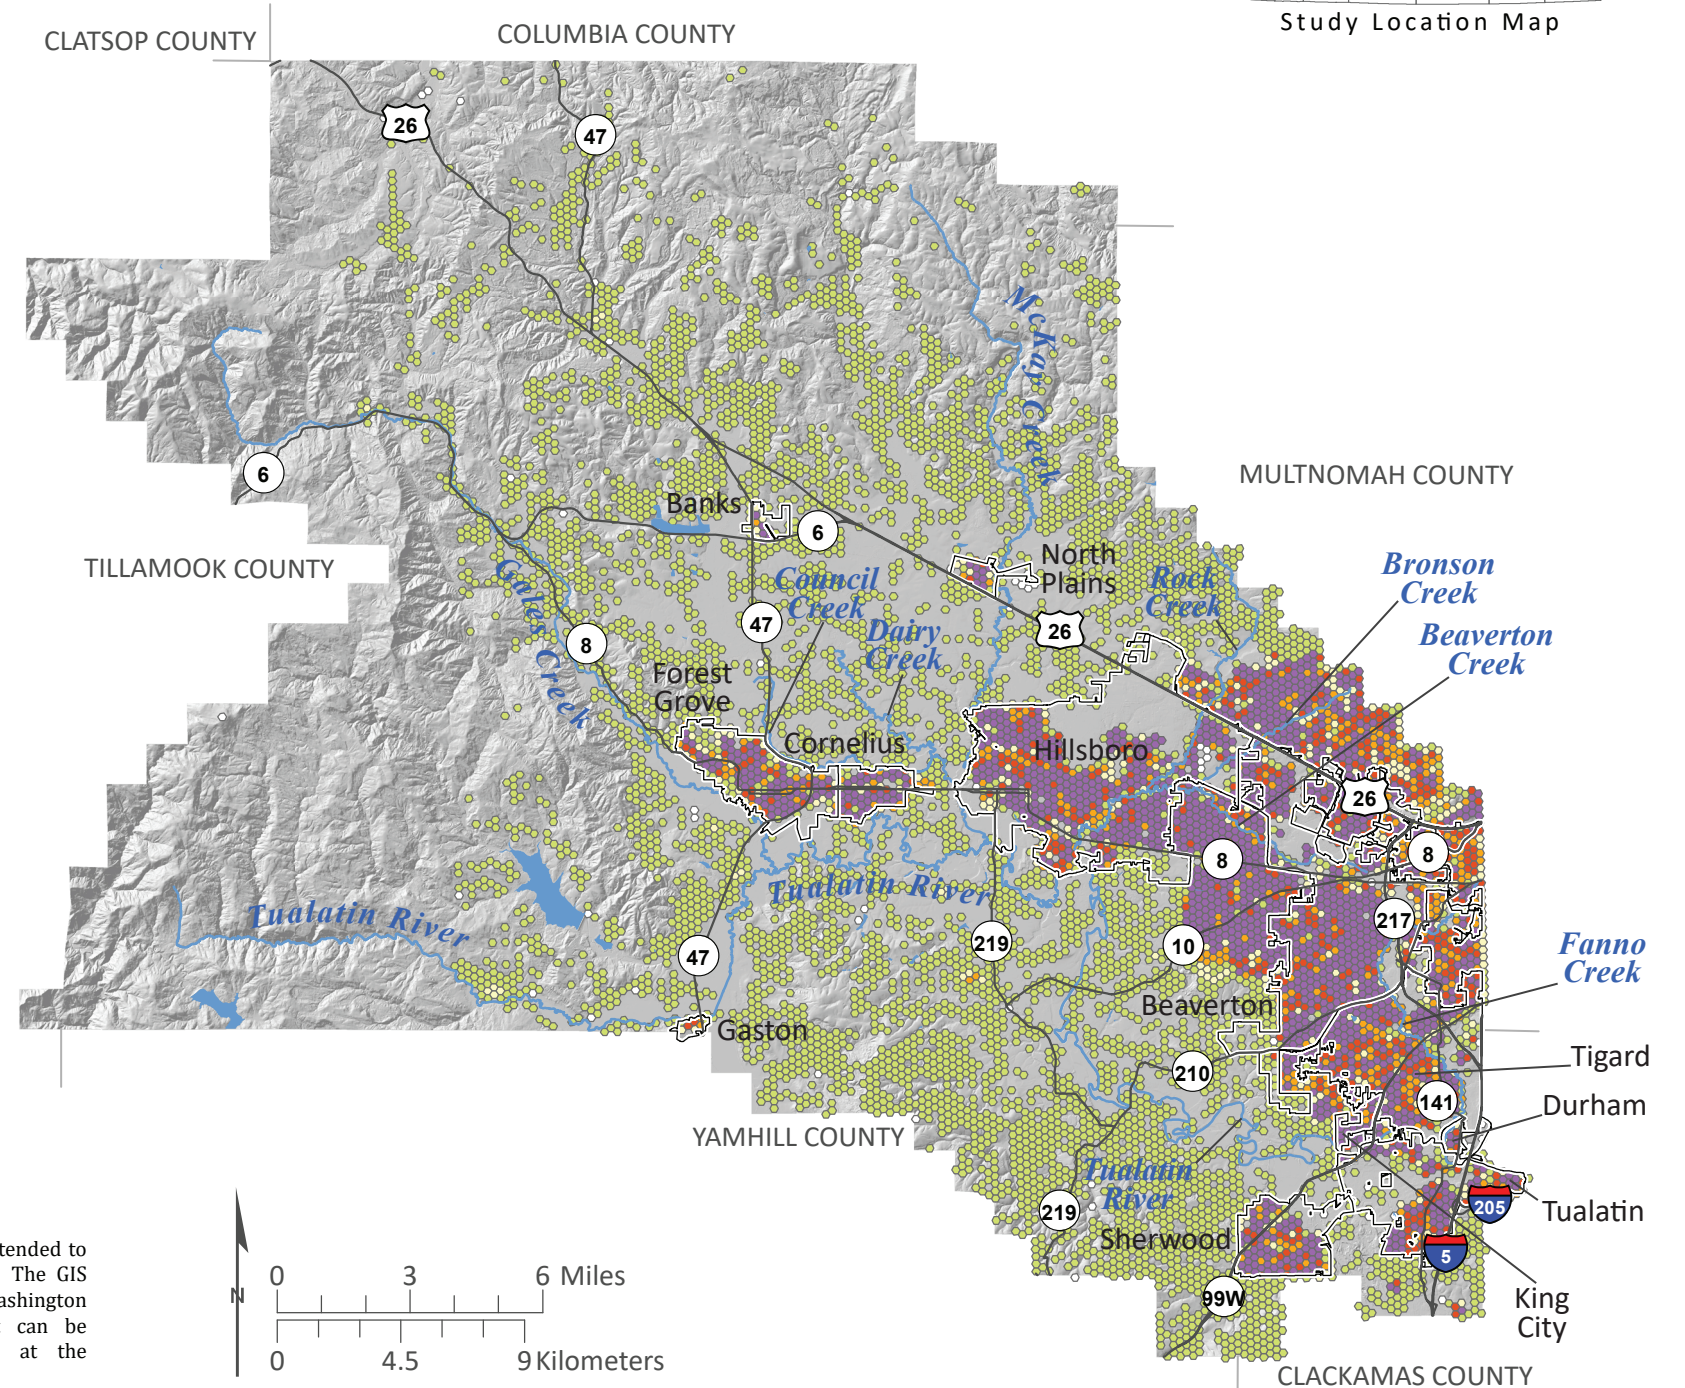 Study Location Map
CLATSOP COUNTY
COLUMBIA COUNTY
26
47
McKay Creek
MULTNOMAH COUNTY
6
Banks
6
TILLAMOOK COUNTY
North
Plains
Bronson
Creek
Rock
Creek
Council
Creek
Gales Creek
47
26
Dairy
Creek
Beaverton
Creek
8
Forest
Grove
Cornelius
Hillsboro
26
8
8
Tualatin River
Tualatin River
217
219
10
47
Fanno
Creek
Beaverton
Gaston
Tigard
210
141
Durham
YAMHILL COUNTY
Tualatin
River
219
205
Tualatin
Sherwood
5
99W
King
City
CLACKAMAS COUNTY
tended to
The GIS
ashington
can be
at the
N
0 3 6 Miles
0 4.5 9 Kilometers